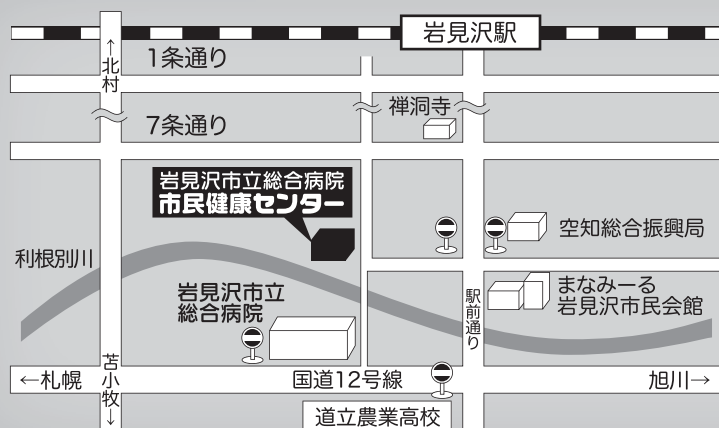 岩見沢駅
↑北村
1条通り
禅洞寺
7条通り
岩見沢市立総合病院
市民健康センター
空知総合振興局
利根別川
まなみーる
岩見沢市民会館
岩見沢市立
総合病院
駅前通り
←札幌
苫小牧↓
国道12号線
旭川→
道立農業高校